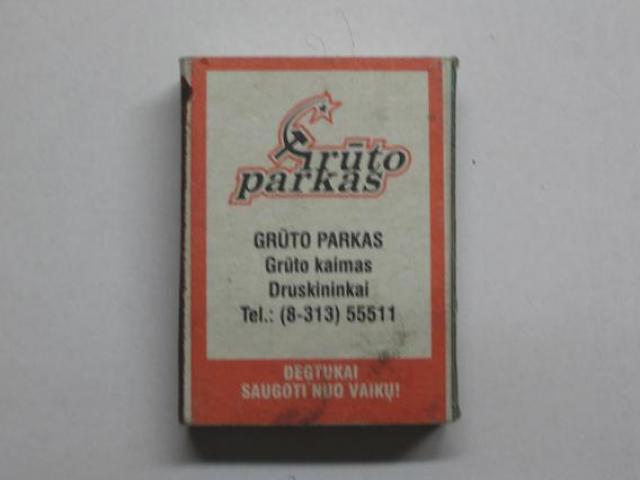 Grūto
parkas
GRŪTO PARKAS
Grūto kaimas
Druskininkai
Tel.: (8-313) 55511
DEGTUKAI
SAUGOTI NUO VAIKŲ!